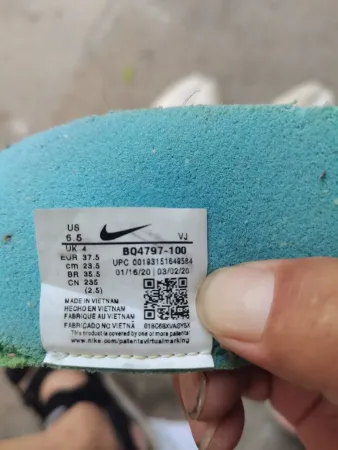 US
6.5 VJ
UK 4 BQ4797-100
EUR 37.5 UPC 00193151649584
cm 23.5 01/16/20 03/02/20
BR 35.5
CN 235
(2.5)
MADE IN VIETNAM
HECHO EN VIETNAM
FABRIQUE AU VIETNAM
FABRICADO NO VIETNÃ
This product is covered by one or more patents
www.nike.com/patentsvirtualmarking